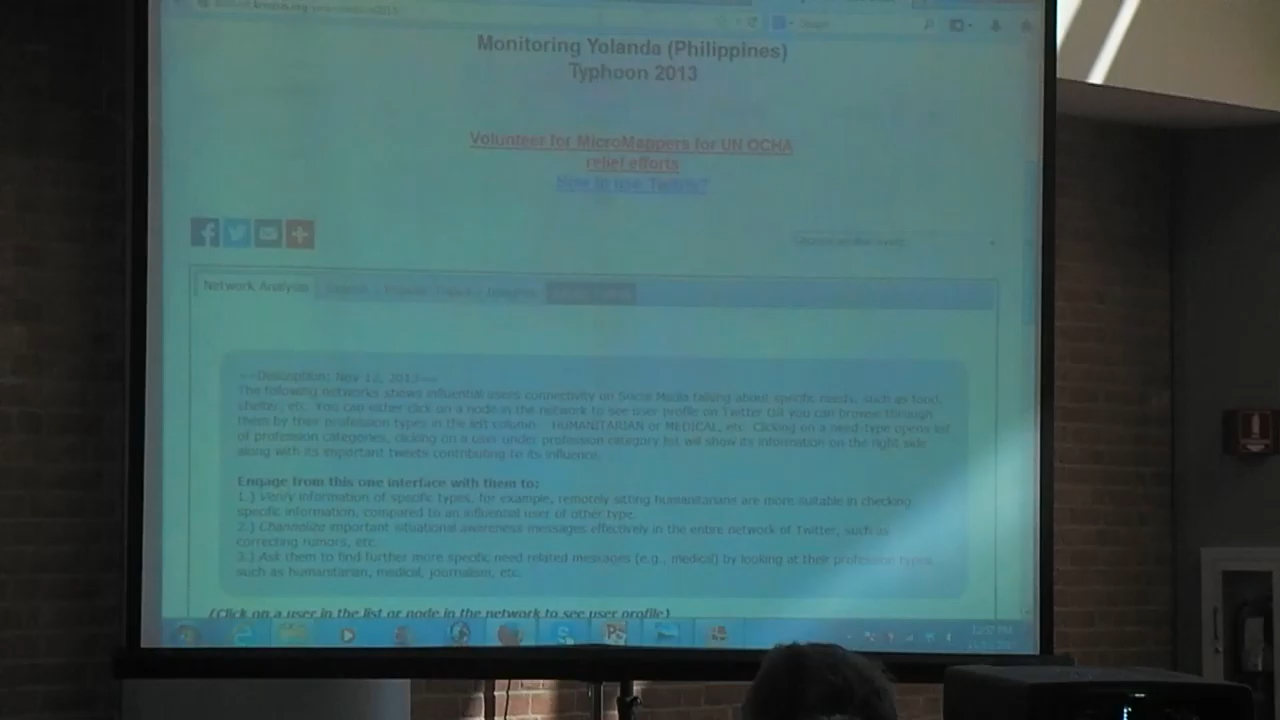 Monitoring Yolanda (Philippines)
Typhoon 2013
Volunteer for MicroMappers for UN OCHA
relief efforts
How to use Twitris?
Network Analysis
Description: Nov 12, 2013
The following networks shows influential users connectivity on Social Media talking about specific needs, such as food,
shelter, etc. You can either click on a node in the network to see user profile on Twitter OR you can browse through
them by their profession types in the left column - HUMANITARIAN or MEDICAL, etc. Clicking on a seed-type opens list
of profession categories, clicking on a user under profession category list will show its information on the right side
along with its important tweets contributing to its influence.
Engage from this one interface with them to:
1.) Verify information of specific types, for example, remotely sitting humanitarians are more suitable in checking
specific information, compared to an influential user of other type.
2.) Channelize important situational awareness messages effectively in the entire network of Twitter, such as
correcting rumors, etc.
3.) Ask them to find further more specific need related messages (e.g., medical) by looking at their profession types
such as humanitarian, medical, journalism, etc.
(Click on a user in the list or node in the network to see user profile)